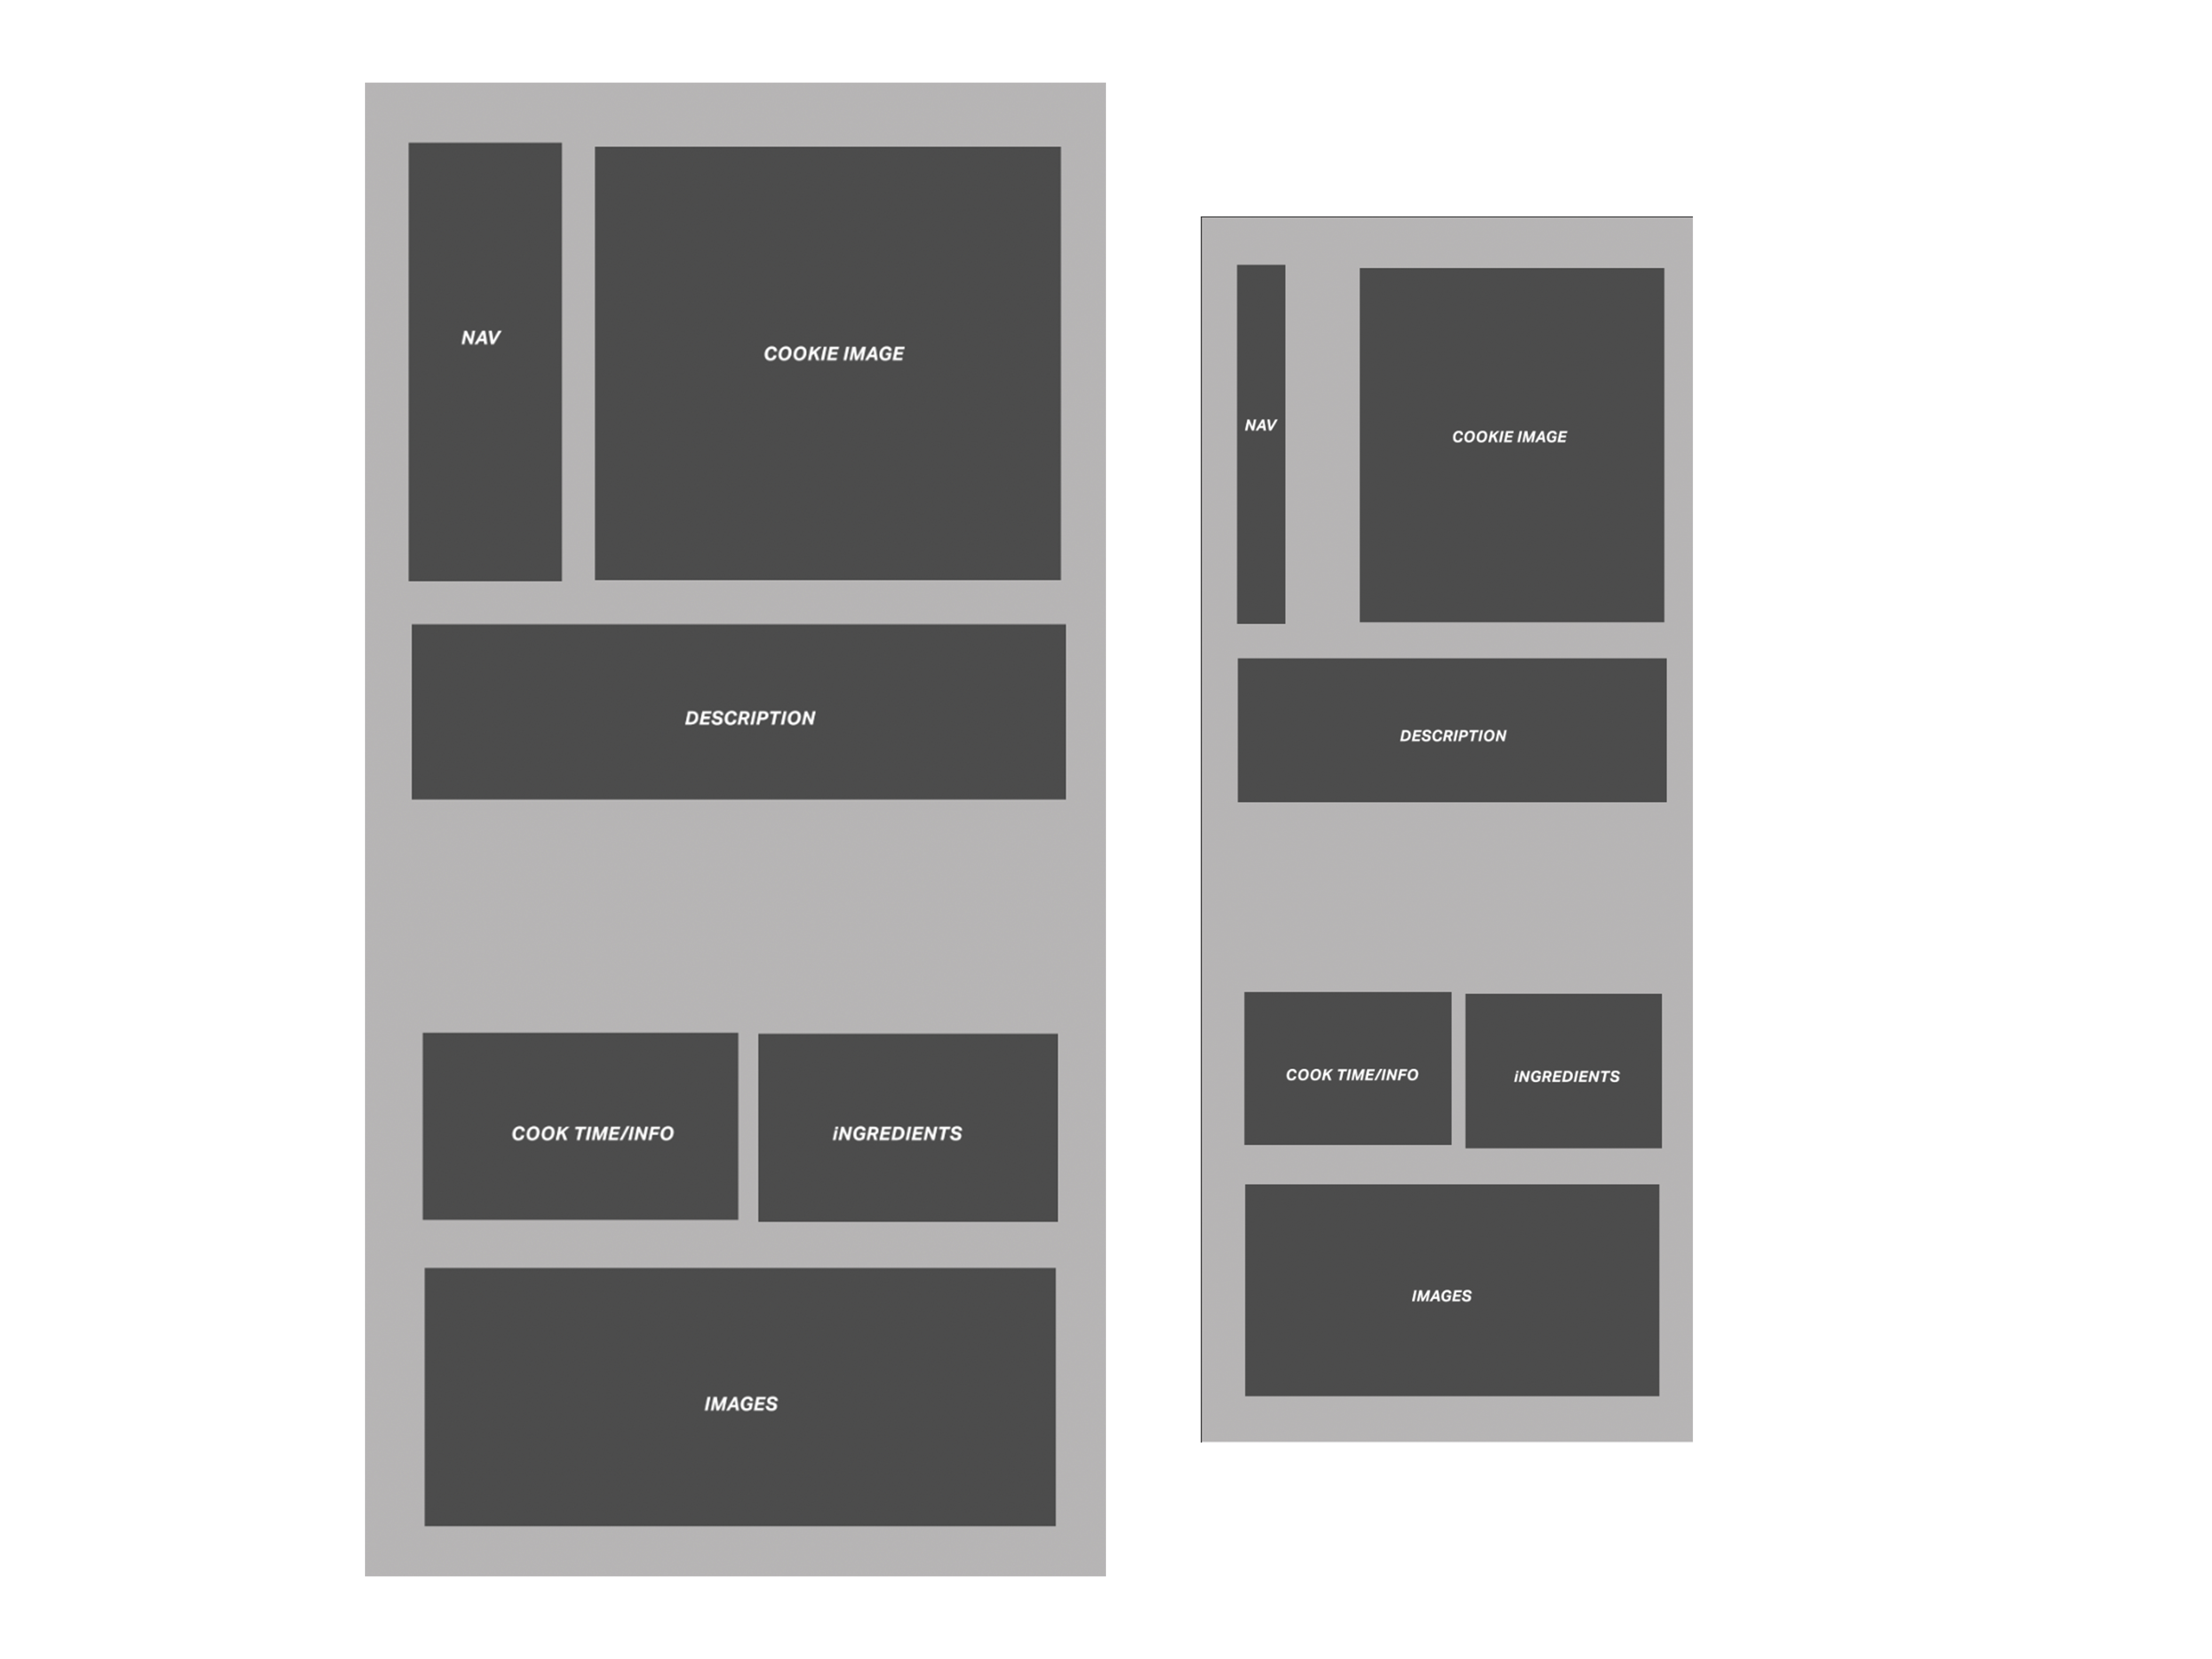 NAV
COOKIE IMAGE
DESCRIPTION
COOK TIME/INFO
iNGREDIENTS
IMAGES
NAV
COOKIE IMAGE
DESCRIPTION
COOK TIME/INFO
iNGREDIENTS
IMAGES